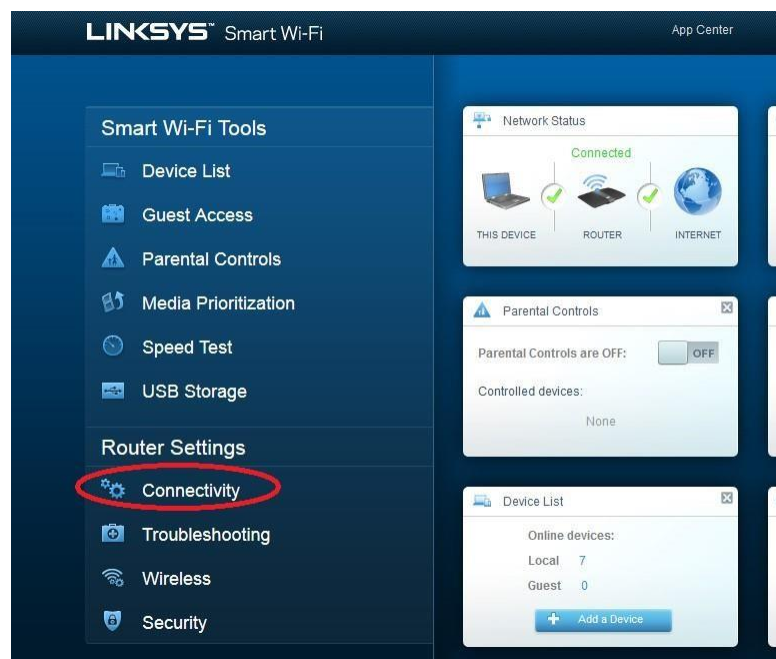 LINKSYS™ Smart Wi-Fi
App Center
Smart Wi-Fi Tools
Device List
Guest Access
Parental Controls
Media Prioritization
Speed Test
USB Storage
Router Settings
Connectivity
Troubleshooting
Wireless
Security
Network Status
Connected
THIS DEVICE ROUTER INTERNET
Parental Controls
Parental Controls are OFF: OFF
Controlled devices:
None
Device List
Online devices:
Local 7
Guest 0
Add a Device